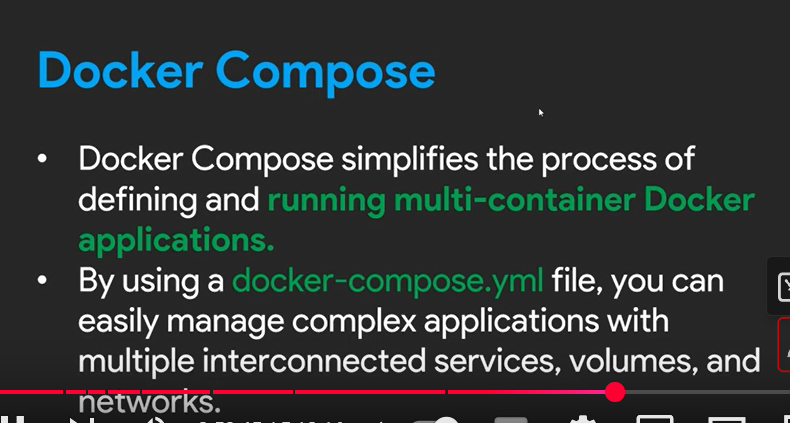 Docker Compose
• Docker Compose simplifies the process of
defining and running multi-container Docker
applications.
• By using a docker-compose.yml file, you can
easily manage complex applications with
multiple interconnected services, volumes, and
networks.